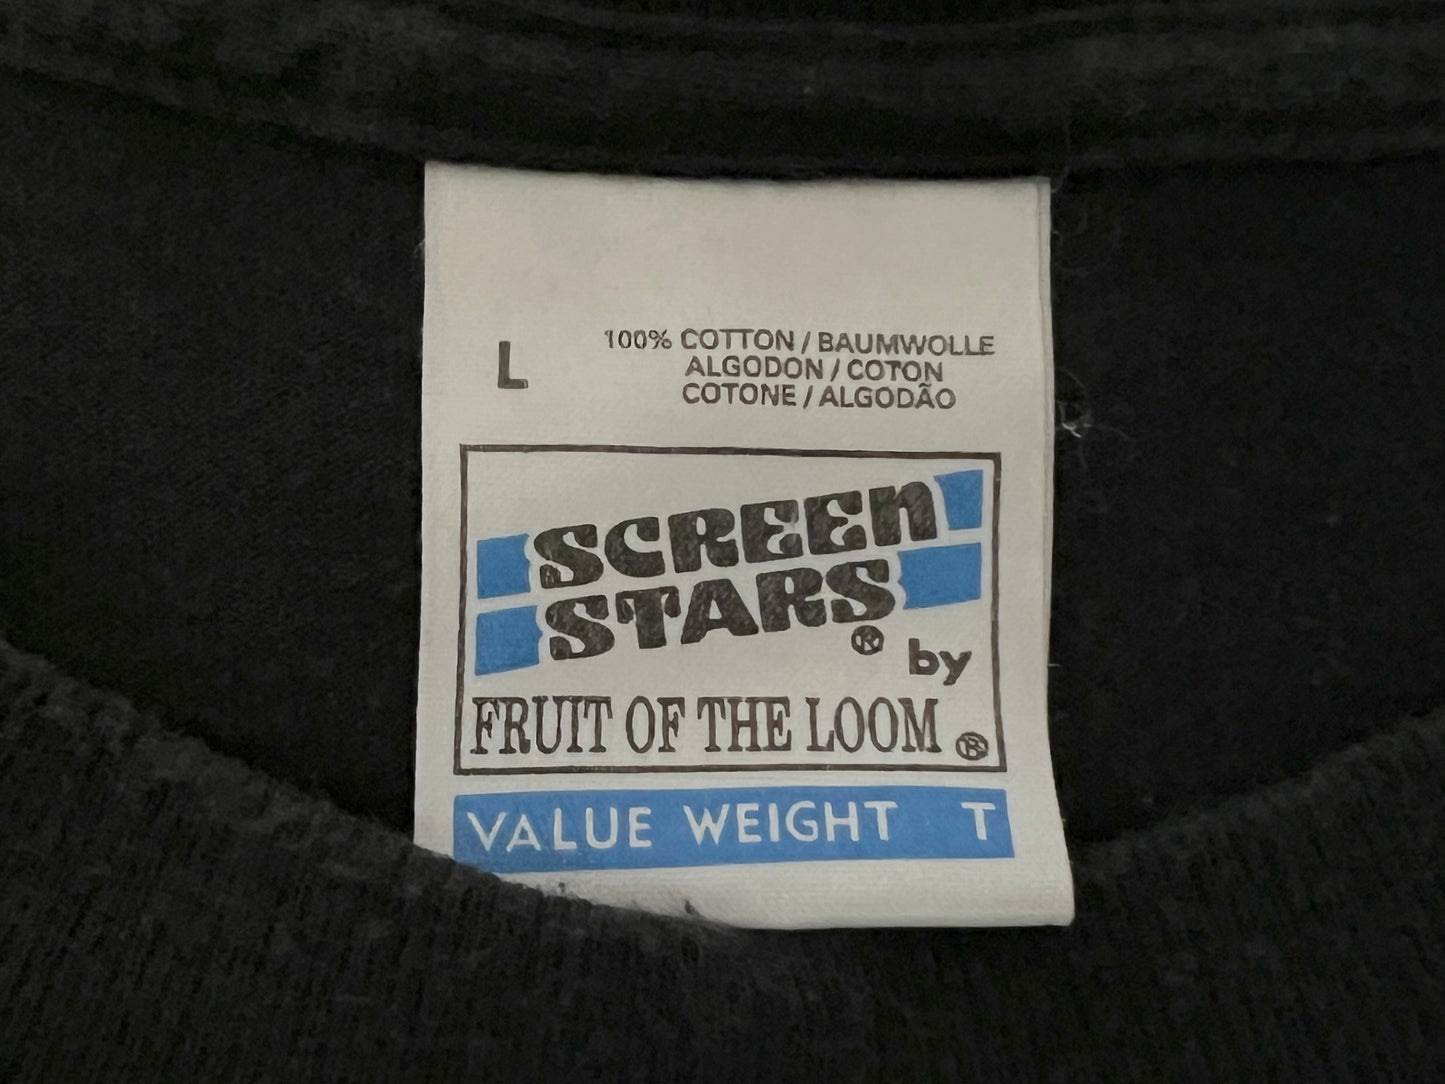 L
100% COTTON / BAUMWOLLE
ALGODON / COTON
COTONE / ALGODÃO
SCREEN
STARS ®
by
FRUIT OF THE LOOM ®
VALUE WEIGHT T